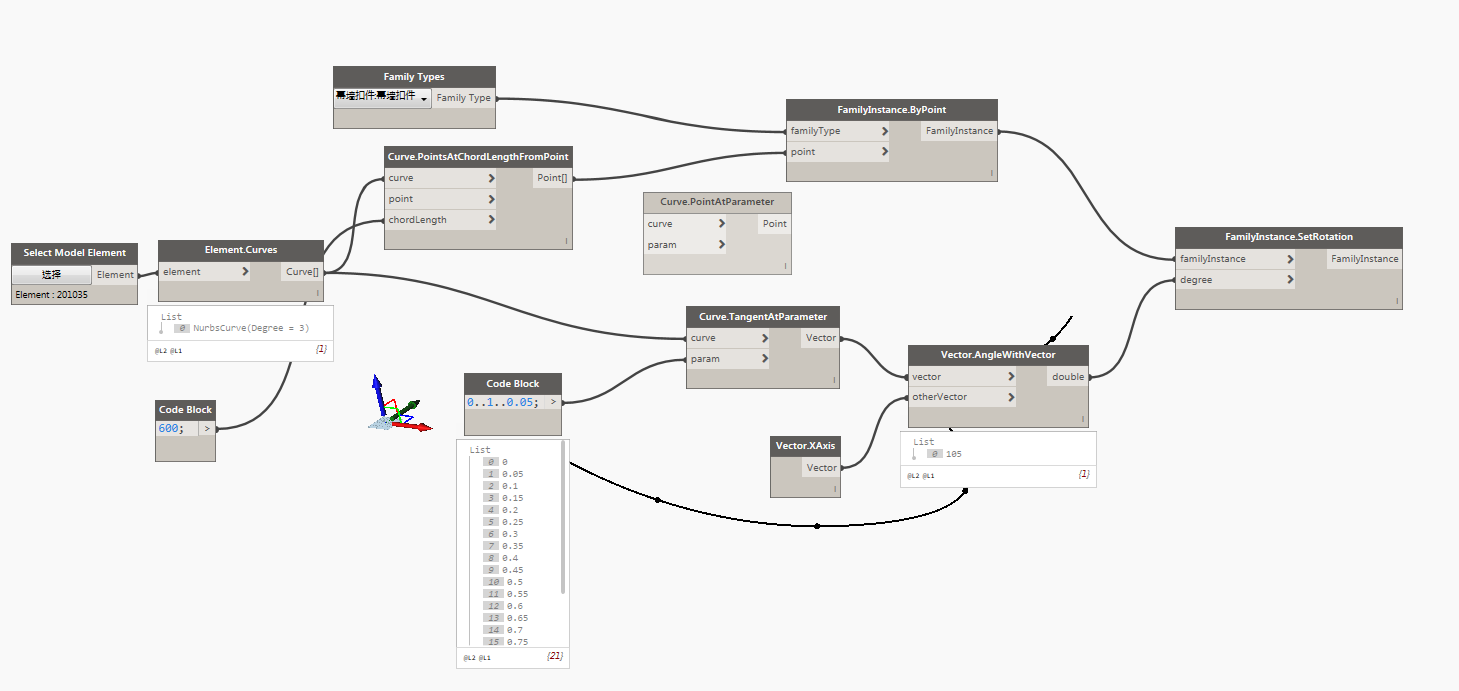 Family Types
幕墙扣件:幕墙扣件
Family Type
Curve.PointsAtChordLengthFromPoint
curve
Point[]
point
chordLength
FamilyInstance.ByPoint
familyType
FamilyInstance
point
Curve.PointAtParameter
curve
Point
param
Select Model Element
选择
Element
Element : 201035
Element.Curves
element
Curve[]
List
0 NurbsCurve(Degree = 3)
@L2 @L1
{1}
FamilyInstance.SetRotation
familyInstance
FamilyInstance
degree
Curve.TangentAtParameter
curve
Vector
param
Vector.AngleWithVector
vector
double
otherVector
List
0 105
@L2 @L1
{1}
Code Block
600; >
Code Block
0..1..0.05; >
List
0 0
1 0.05
2 0.1
3 0.15
4 0.2
5 0.25
6 0.3
7 0.35
8 0.4
9 0.45
10 0.5
11 0.55
12 0.6
13 0.65
14 0.7
15 0.75
@L2 @L1
{21}
Vector.XAxis
Vector